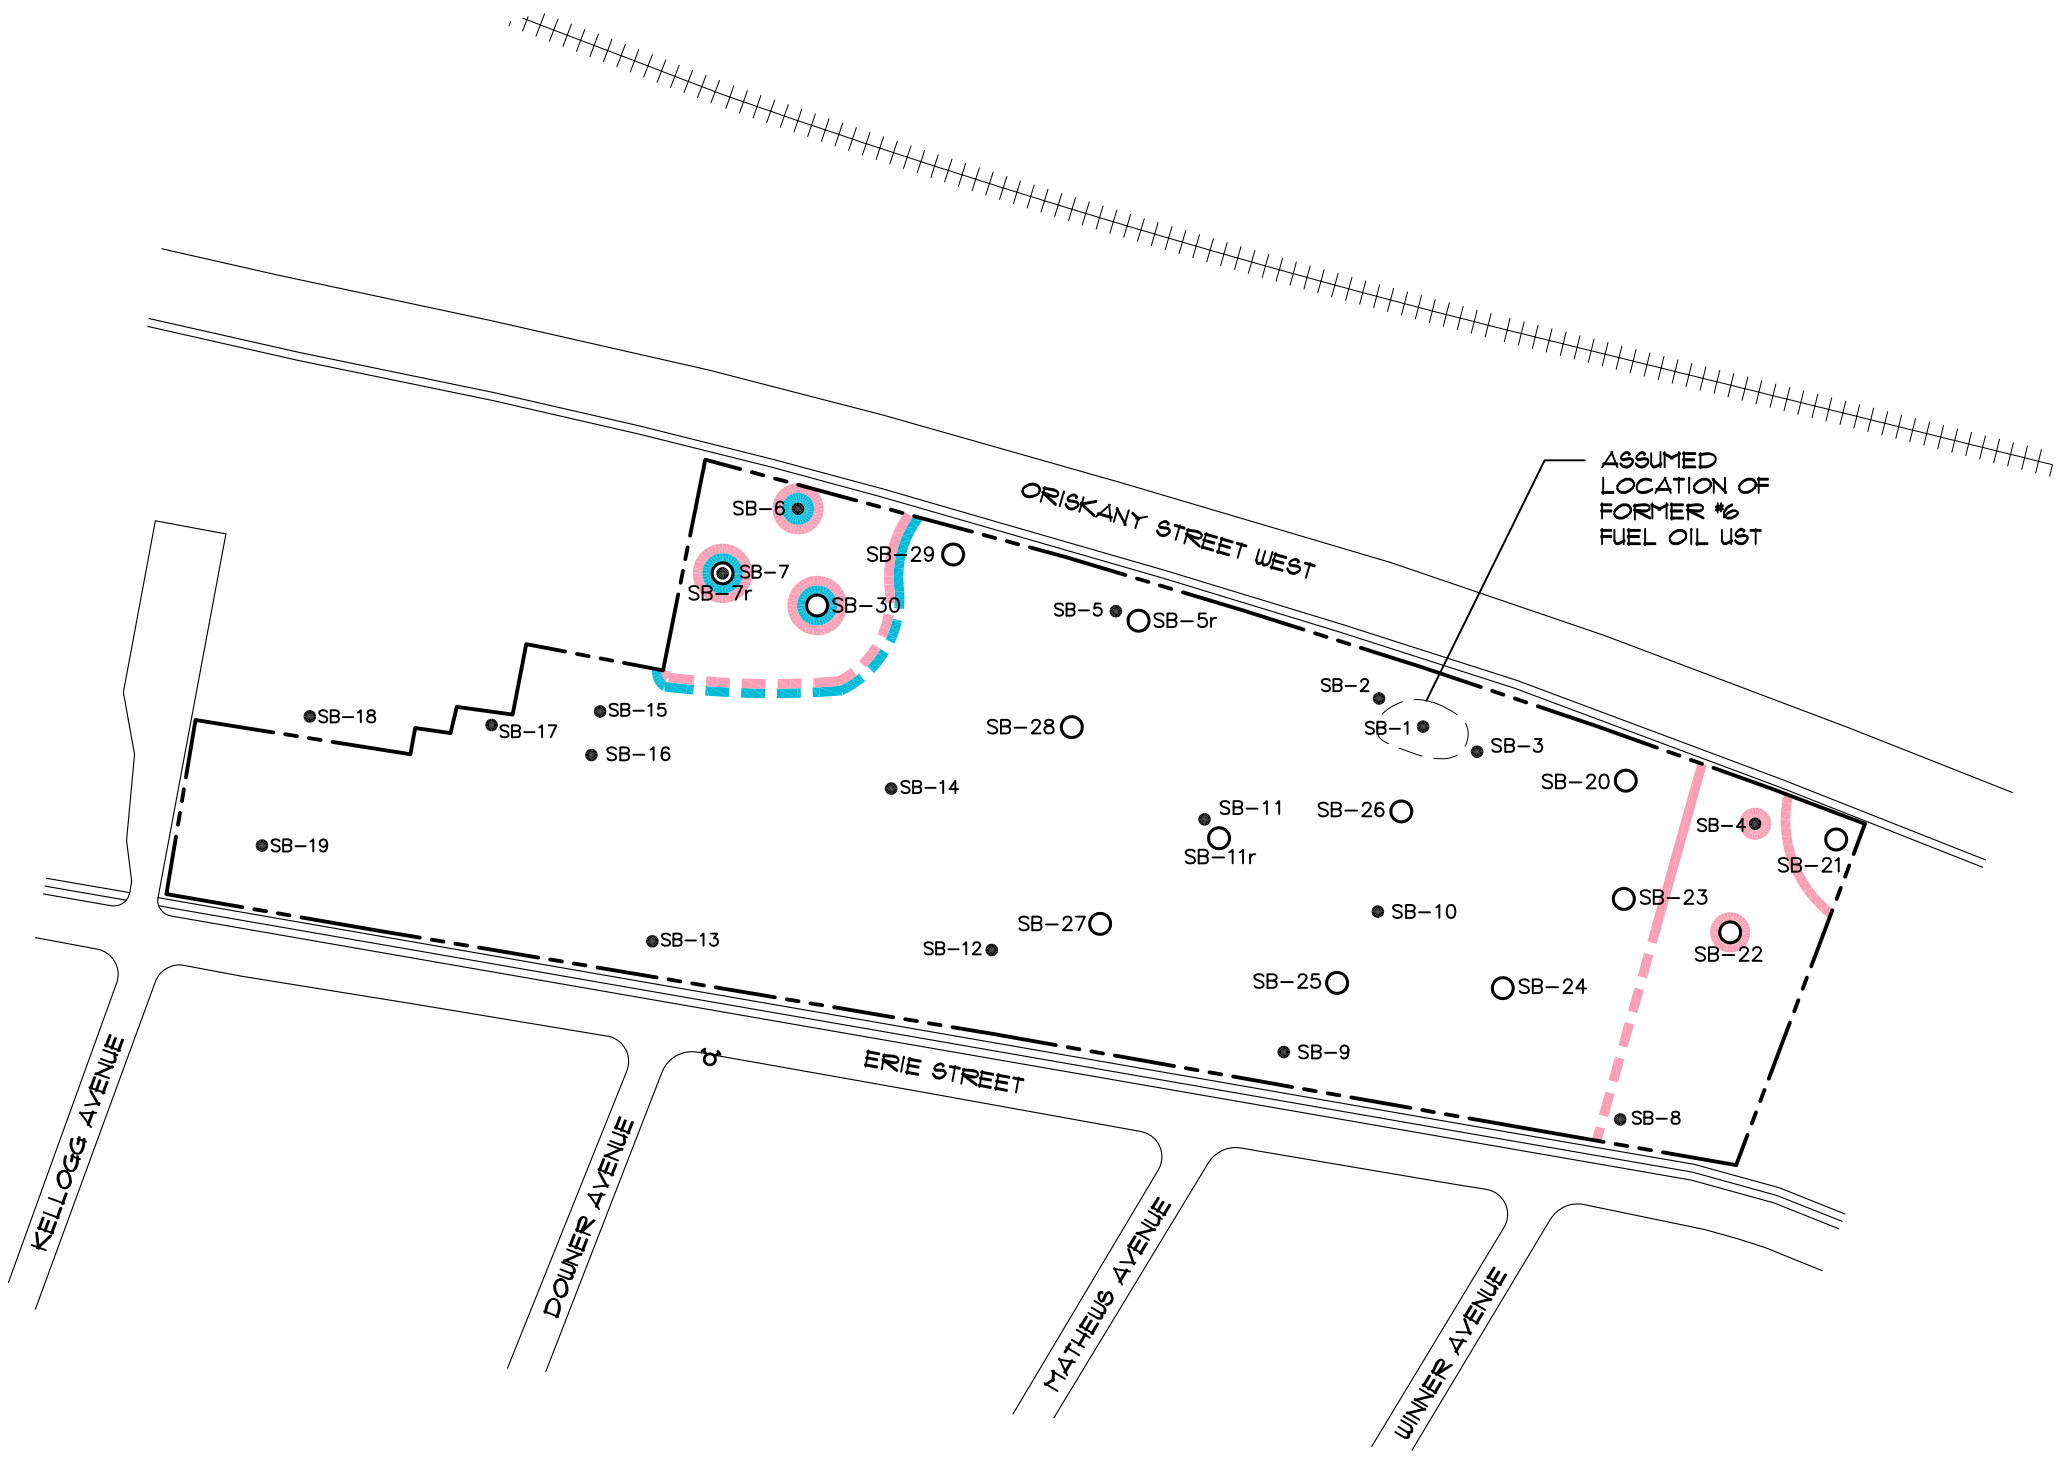 ASSUMED
LOCATION OF
FORMER #6
FUEL OIL UST
ORISKANY STREET WEST
SB-6
SB-29
SB-7
SB-7r
SB-30
SB-5
SB-5r
SB-2
SB-1
SB-3
SB-18
SB-15
SB-17
SB-16
SB-28
SB-14
SB-20
SB-11
SB-26
SB-4
SB-11r
SB-21
SB-19
SB-23
SB-10
SB-27
SB-13
SB-12
SB-22
SB-25
SB-24
SB-9
ERIE STREET
SB-8
KELLOGG AVENUE
DOWNER AVENUE
MATHEWS AVENUE
WINNER AVENUE